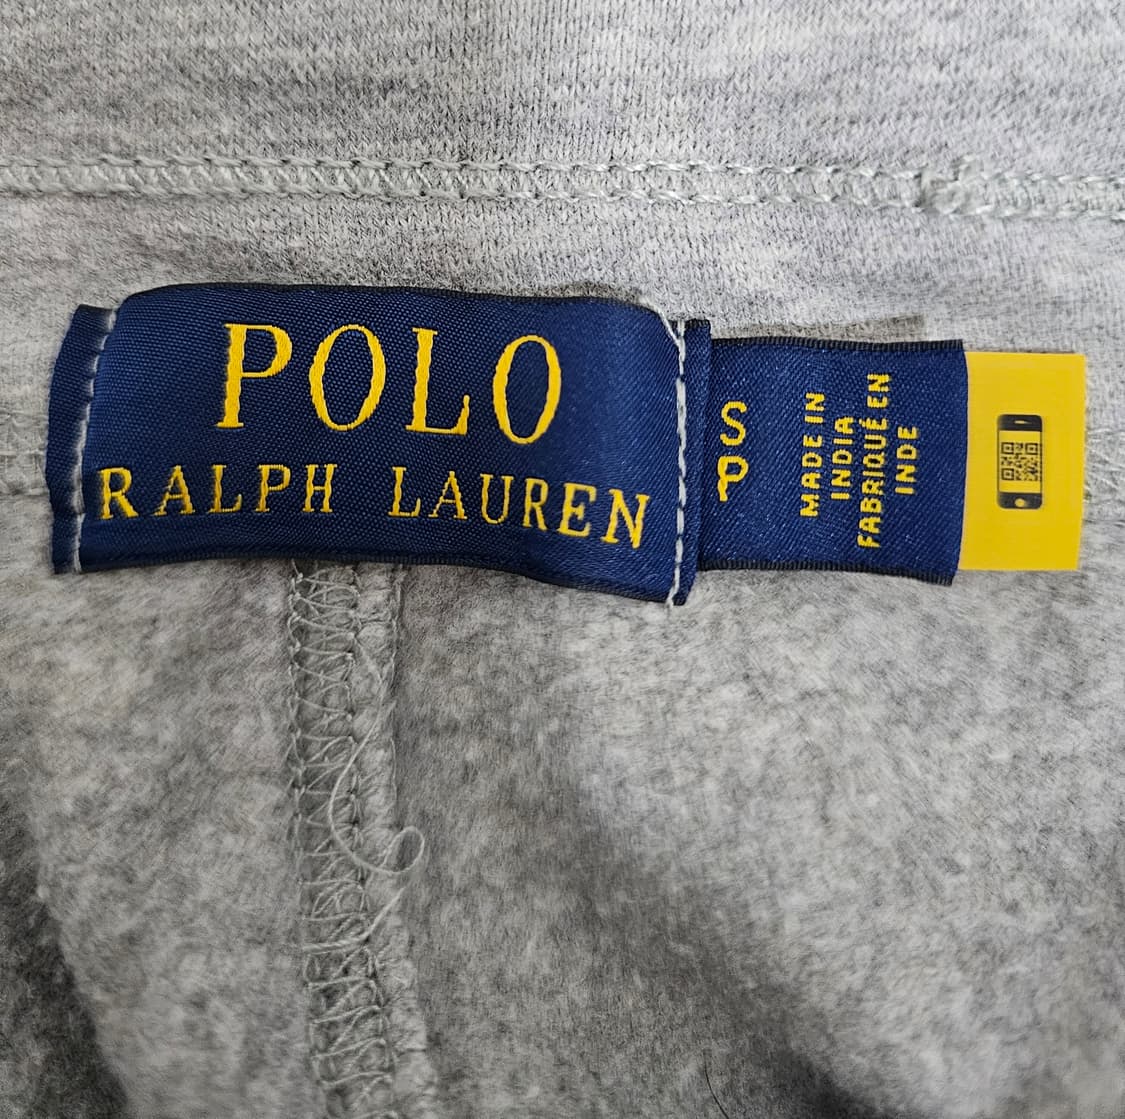 POLO
RALPH LAUREN
S
P
MADE IN
INDIA
FABRIQUÉ EN
INDE